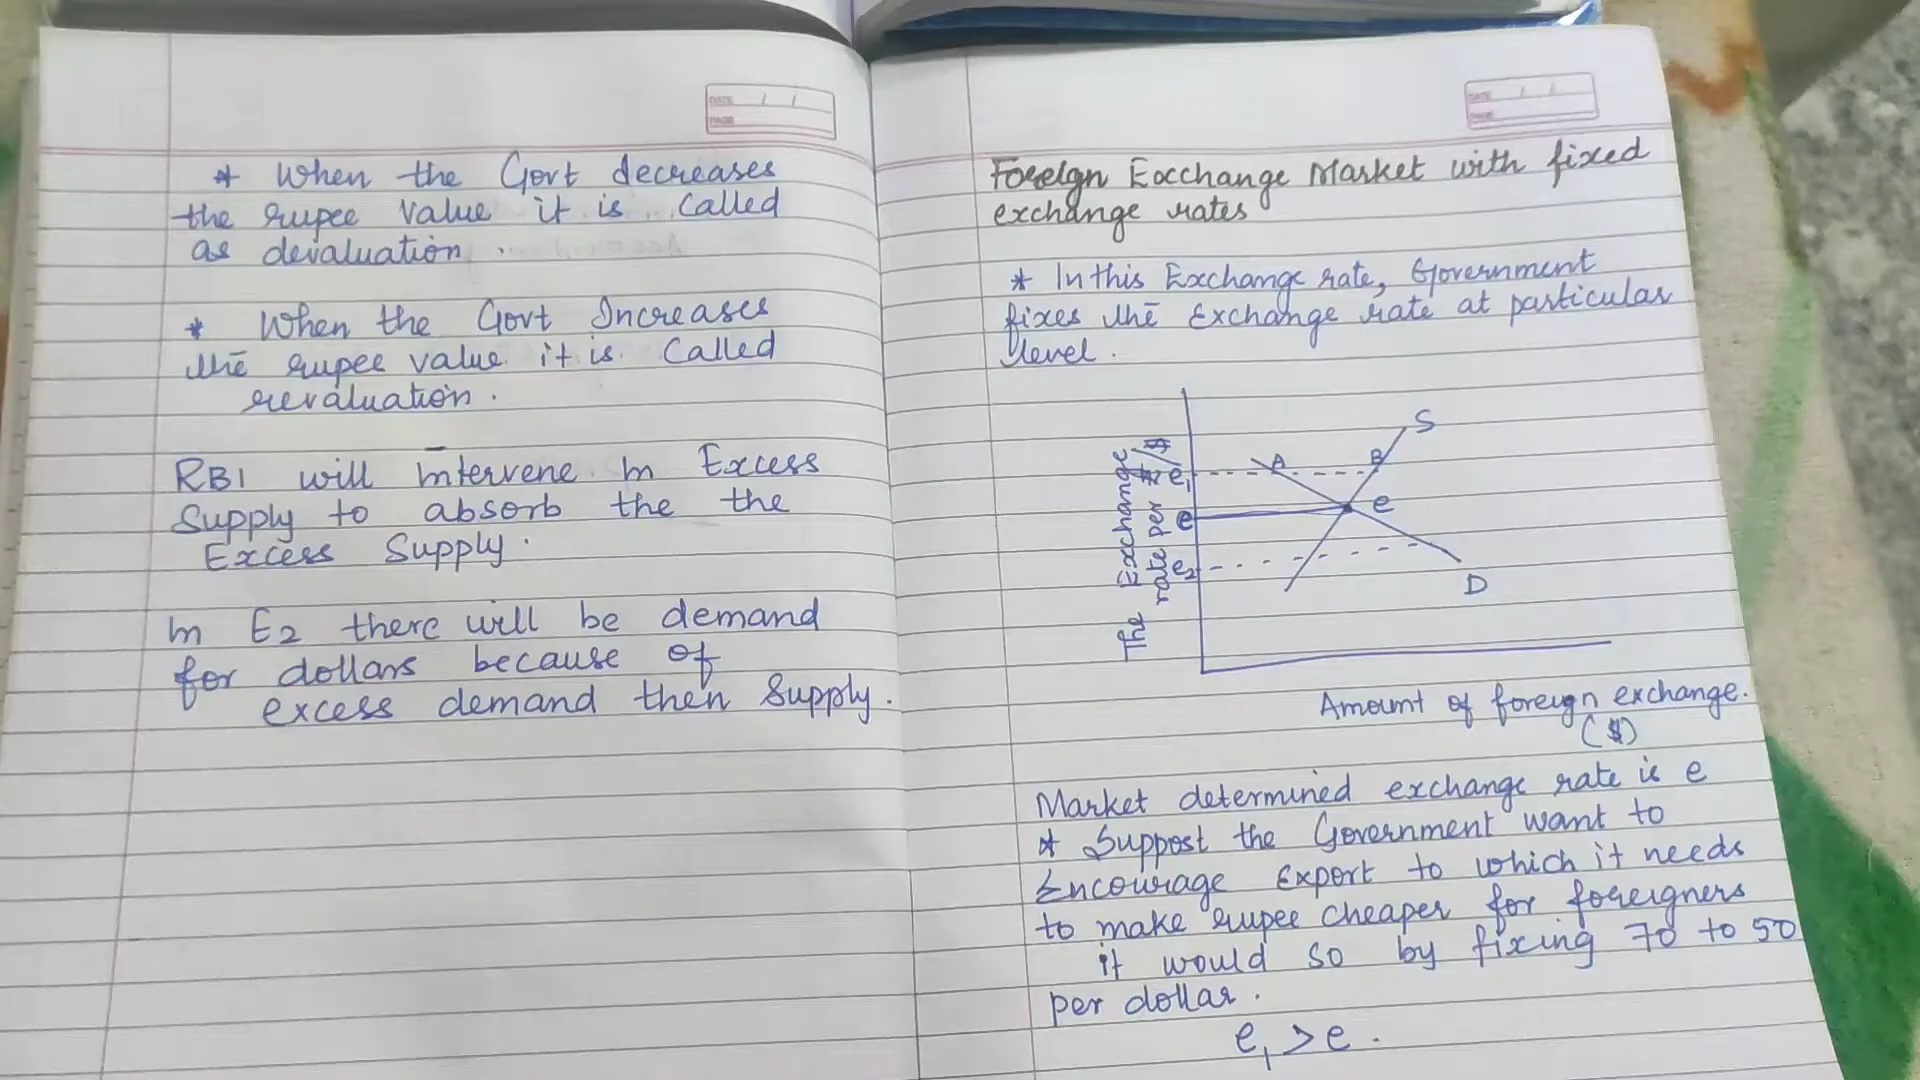 DATE / /
PAGE
* When the Govt decreases
the rupee value it is called
as devaluation.
* When the Govt Increases
the rupee value it is called
revaluation.
RBI will intervene in Excess
Supply to absorb the the
Excess Supply.
In E2 there will be demand
for dollars because of
excess demand then Supply.
DATE / /
PAGE
Foreign Exchange Market with fixed
exchange rates
* In this Exchange rate, Government
fixes the Exchange rate at particular
level.
The Exchange
rate per
S
A
B
e1
e
e
e2
D
Amount of foreign exchange.
($)
Market determined exchange rate is e
* Suppost the Government want to
Encourage Export to which it needs
to make rupee cheaper for foreigners
it would so by fixing 70 to 50
per dollar.
e1 > e.